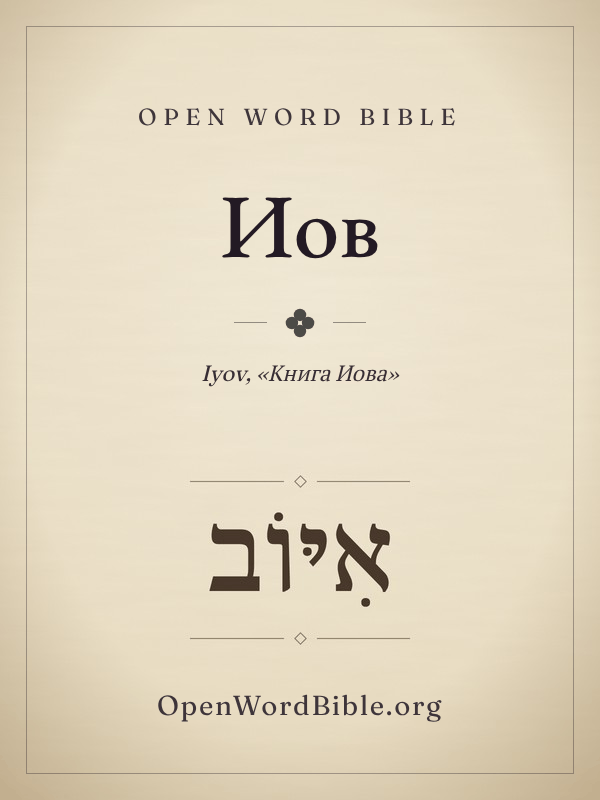 OPEN WORD BIBLE
Иов
Iyov, «Книга Иова»
אִיּוֹב
OpenWordBible.org